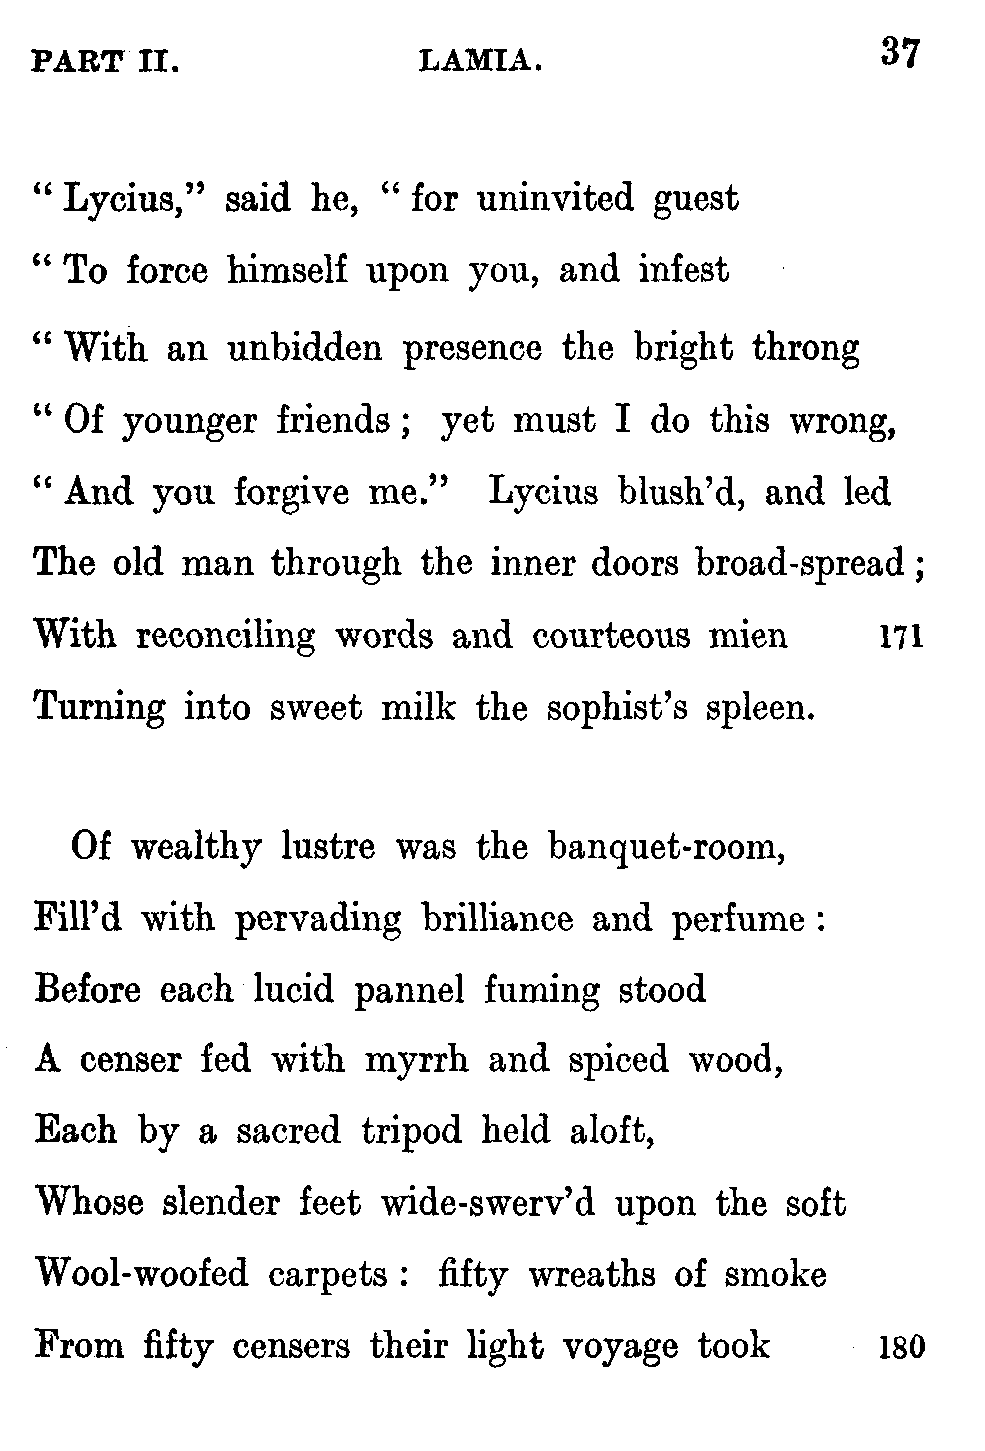 PART II. LAMIA. 37
“ Lycius,” said he, “ for uninvited guest
“ To force himself upon you, and infest
“ With an unbidden presence the bright throng
“ Of younger friends ; yet must I do this wrong,
“ And you forgive me.” Lycius blush’d, and led
The old man through the inner doors broad-spread ;
With reconciling words and courteous mien 171
Turning into sweet milk the sophist’s spleen.
Of wealthy lustre was the banquet-room,
Fill’d with pervading brilliance and perfume :
Before each lucid pannel fuming stood
A censer fed with myrrh and spiced wood,
Each by a sacred tripod held aloft,
Whose slender feet wide-swerv’d upon the soft
Wool-woofed carpets : fifty wreaths of smoke
From fifty censers their light voyage took 180